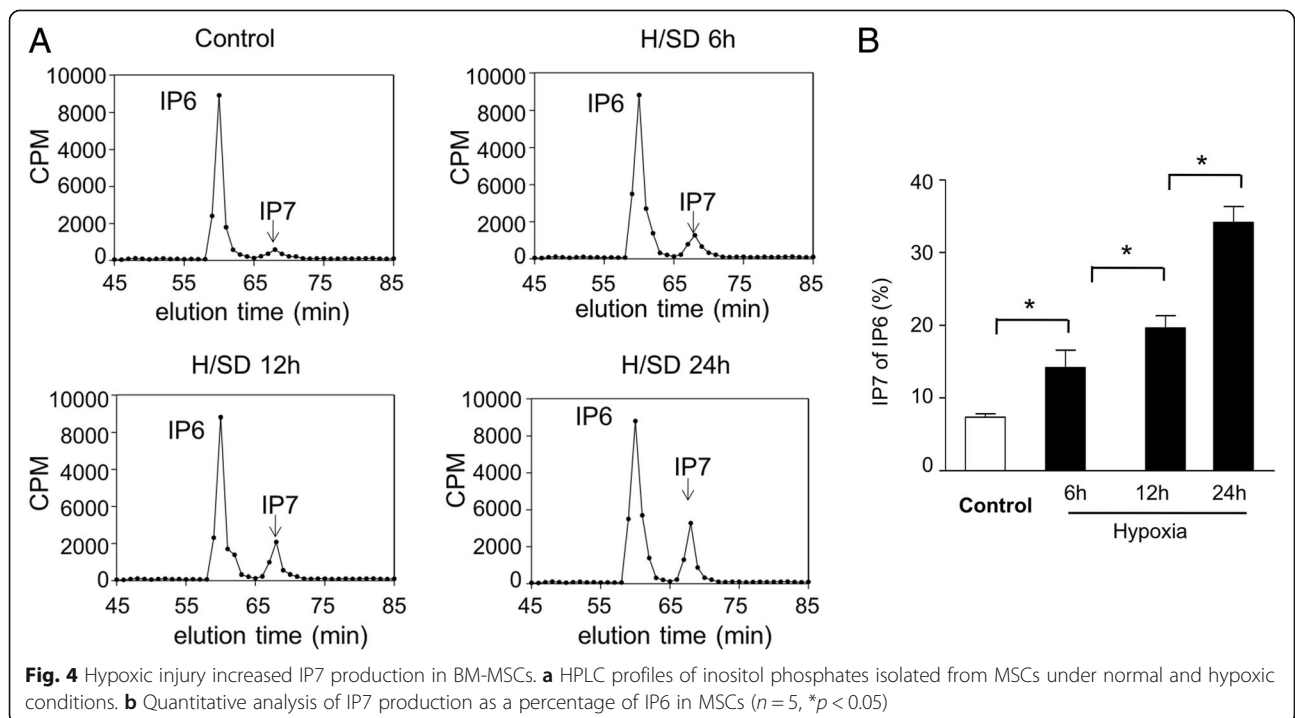 A
Control
10000
8000
4000
6000
2000
0
CPM
IP6
IP7
45 55 65 75 85
elution time (min)
H/SD 6h
10000
8000
4000
6000
2000
0
CPM
IP6
IP7
45 55 65 75 85
elution time (min)
H/SD 12h
10000
8000
4000
6000
2000
0
CPM
IP6
IP7
45 55 65 75 85
elution time (min)
H/SD 24h
10000
8000
4000
6000
2000
0
CPM
IP6
IP7
45 55 65 75 85
elution time (min)
B
IP7 of IP6 (%)
40
30
20
10
0
*
*
*
Control 6h 12h 24h
Hypoxia
Fig. 4 Hypoxic injury increased IP7 production in BM-MSCs. a HPLC profiles of inositol phosphates isolated from MSCs under normal and hypoxic
conditions. b Quantitative analysis of IP7 production as a percentage of IP6 in MSCs (n = 5, *p < 0.05)